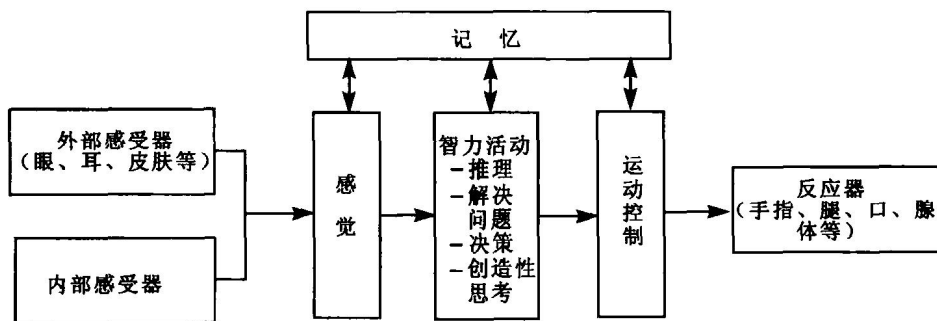 记 忆
外部感受器
（眼、耳、皮肤等）
内部感受器
感
觉
智力活动
－推理
－解决
问题
－决策
－创造性
思考
运
动
控
制
反应器
（手指、腿、口、腺
体等）